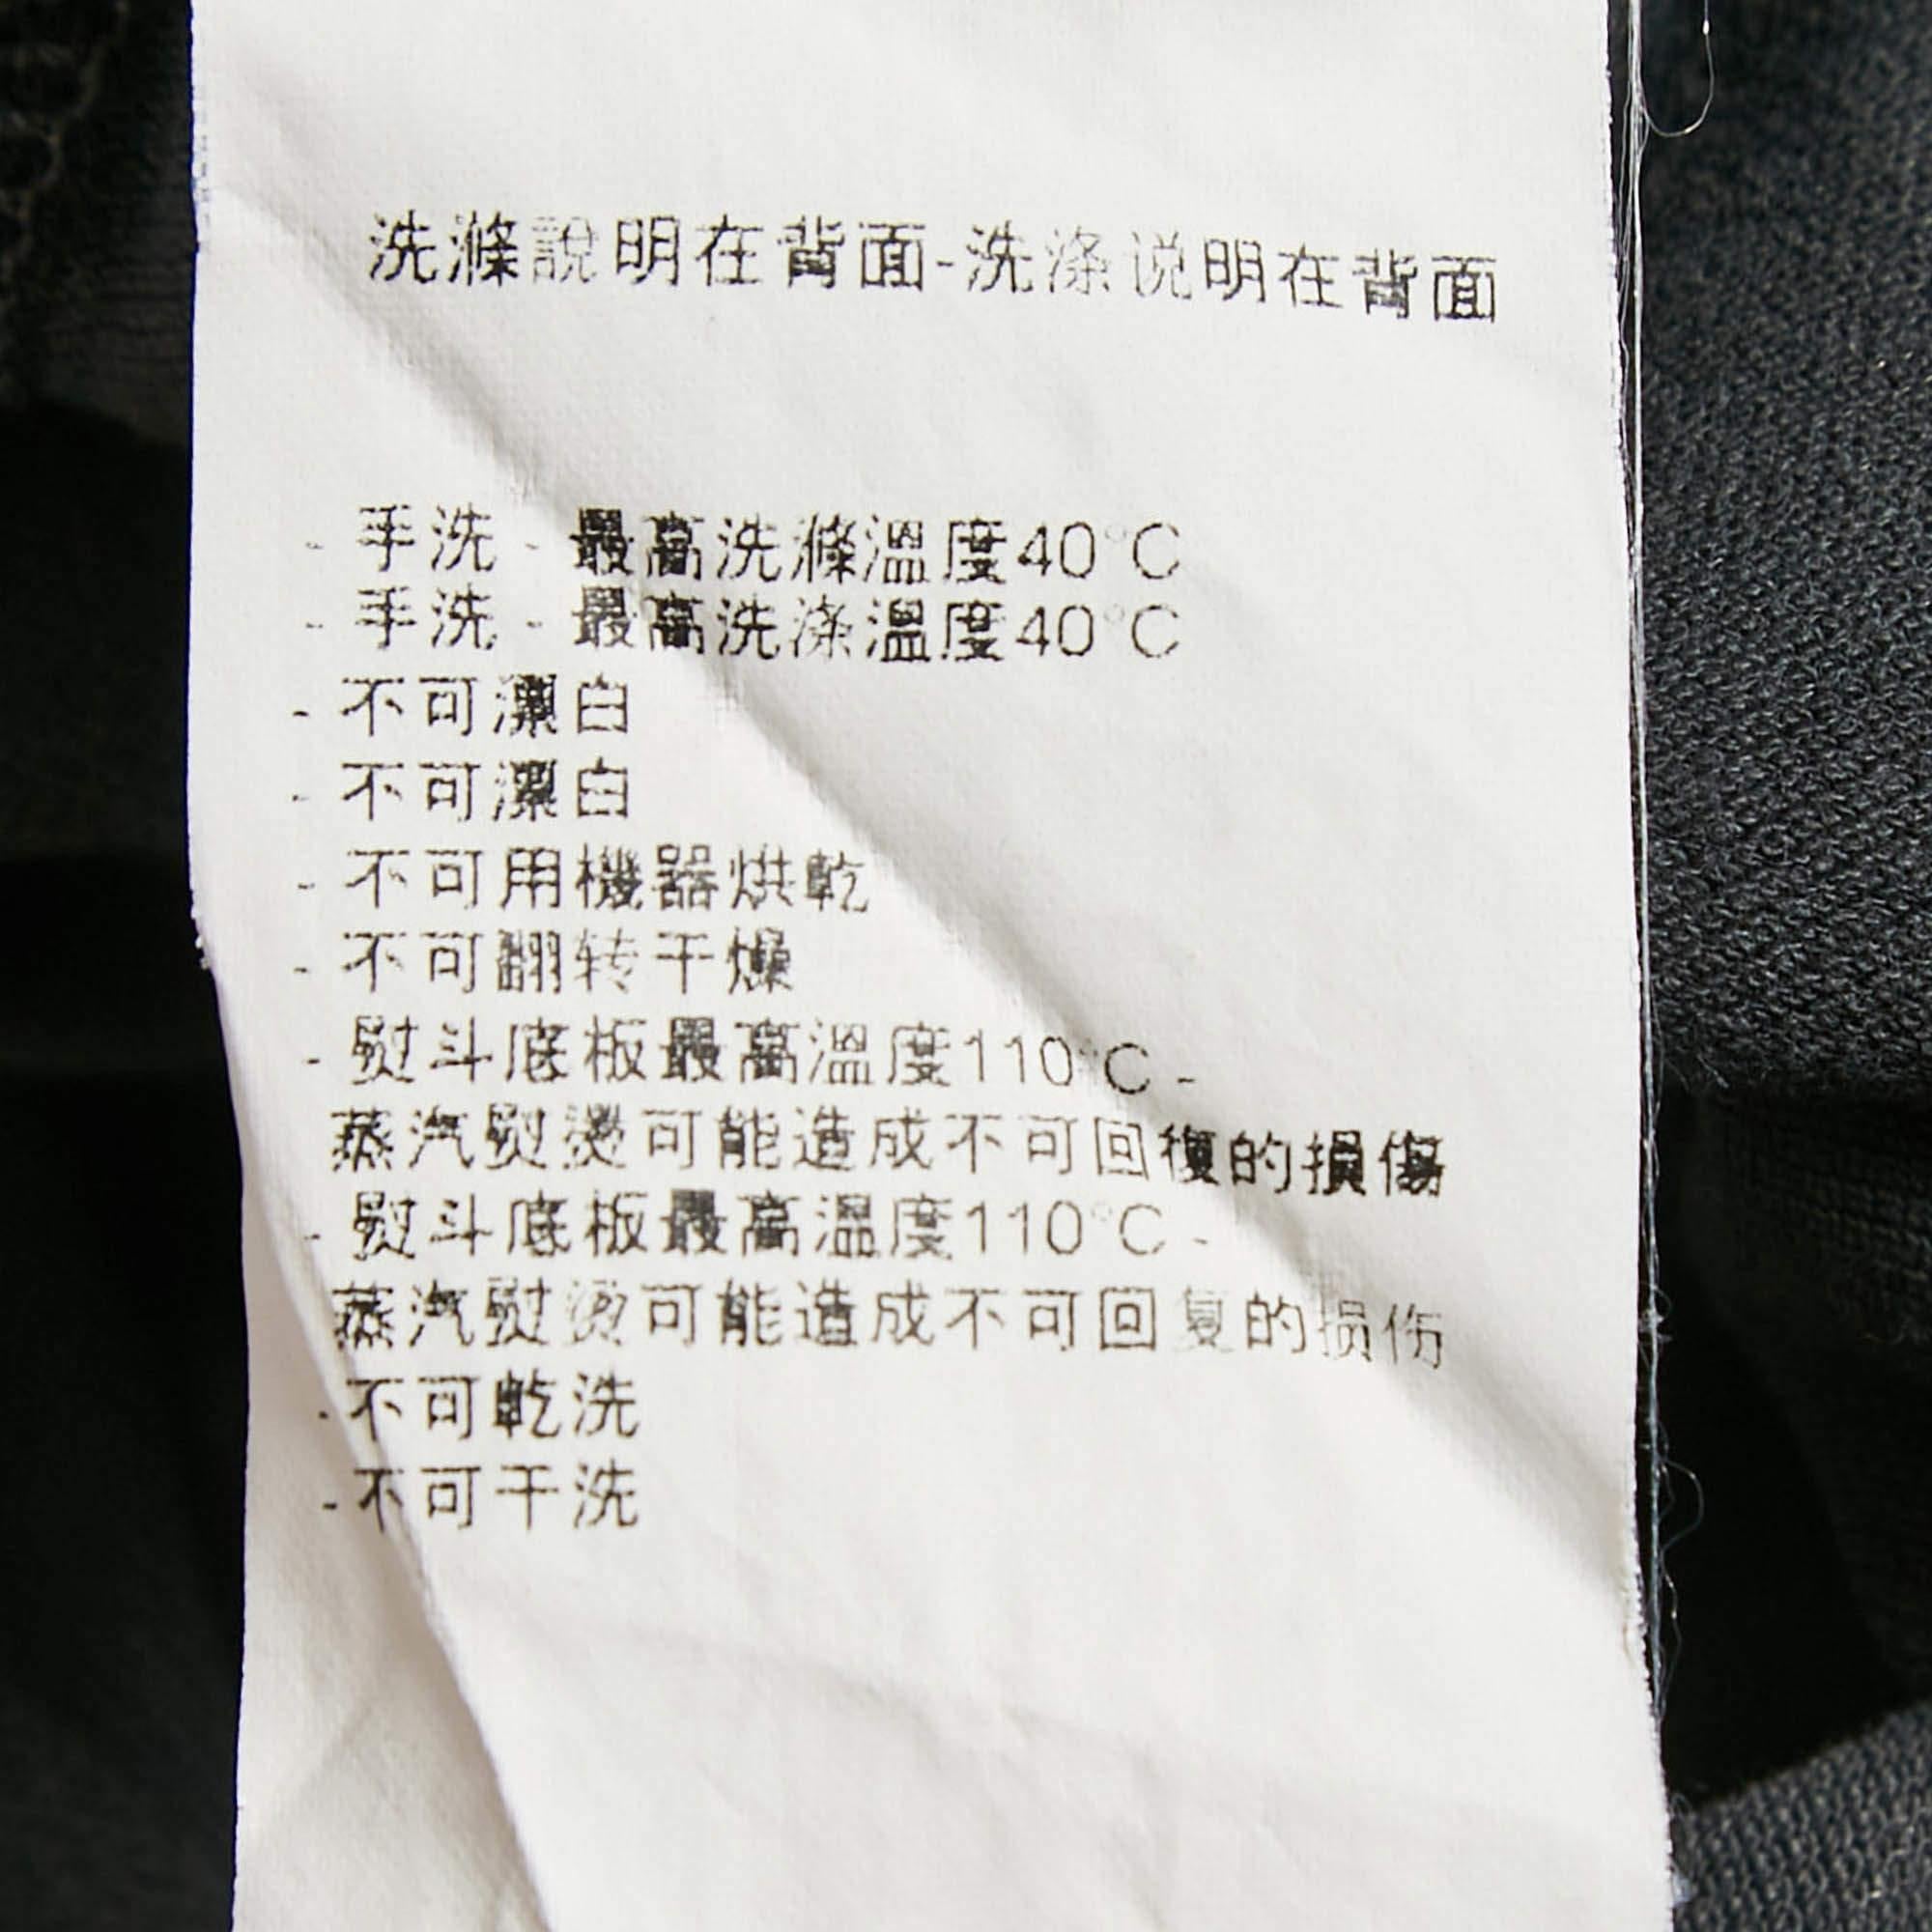 洗滌說明在背面-洗涤说明在背面
- 手洗 - 最高洗滌溫度40°C
- 手洗 - 最高洗涤溫度40°C
- 不可漂白
- 不可漂白
- 不可用機器烘乾
- 不可翻转干燥
- 熨斗底板最高溫度110°C -
蒸汽熨燙可能造成不可回復的損傷
- 熨斗底板最高溫度110°C -
蒸汽熨烫可能造成不可回复的损伤
-不可乾洗
-不可干洗